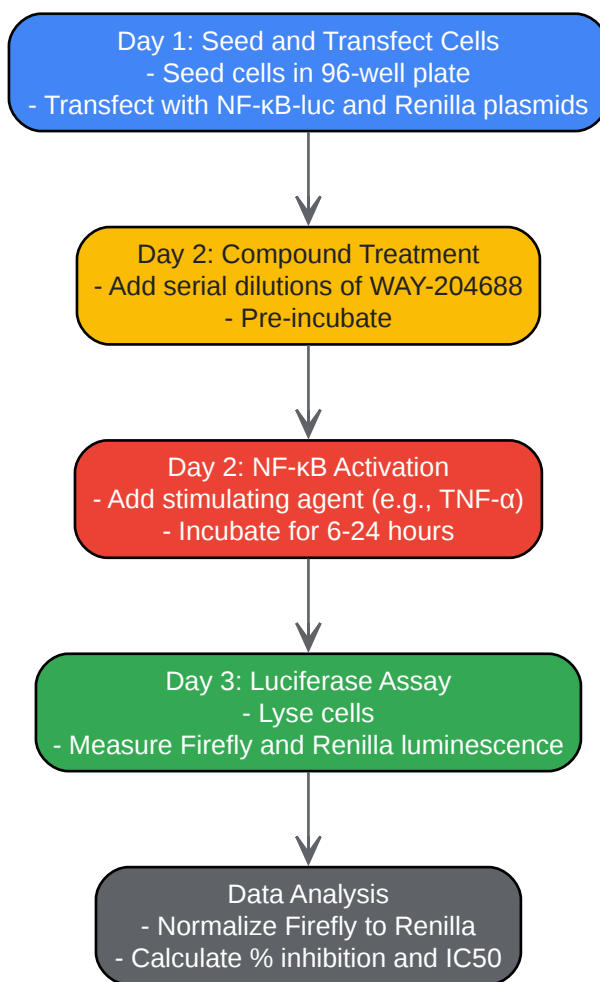 Day 1: Seed and Transfect Cells
- Seed cells in 96-well plate
- Transfect with NF-κB-luc and Renilla plasmids
Day 2: Compound Treatment
- Add serial dilutions of WAY-204688
- Pre-incubate
Day 2: NF-κB Activation
- Add stimulating agent (e.g., TNF-α)
- Incubate for 6-24 hours
Day 3: Luciferase Assay
- Lyse cells
- Measure Firefly and Renilla luminescence
Data Analysis
- Normalize Firefly to Renilla
- Calculate % inhibition and IC50